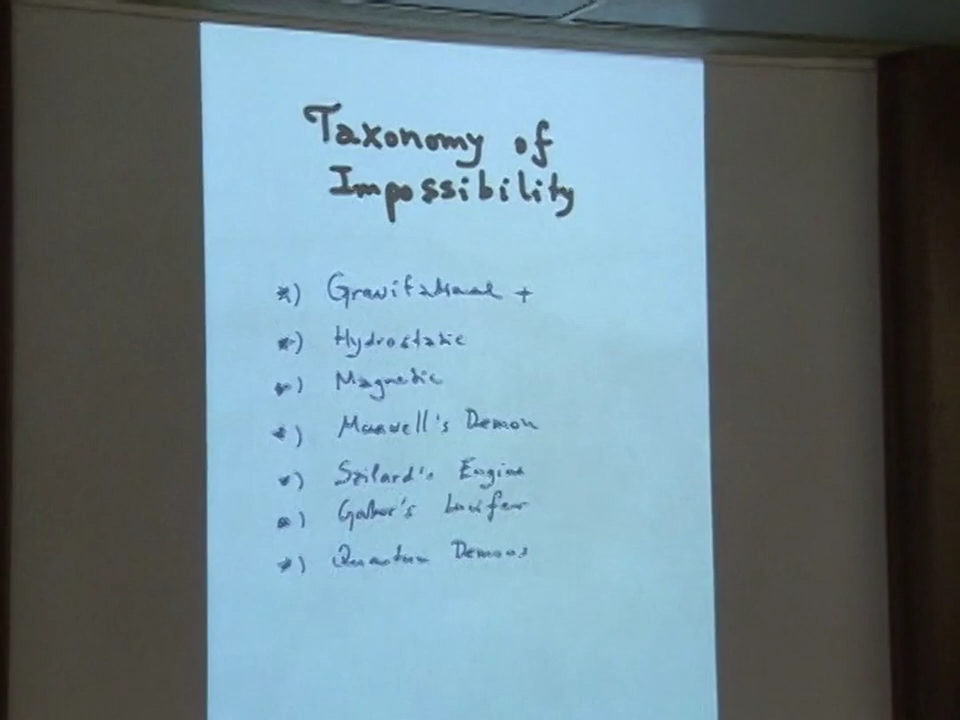 Taxonomy of
Impossibility
*) Gravitational +
*) Hydrostatic
*) Magnetic
*) Maxwell's Demon
*) Szilard's Engine
*) Gabor's Lucifer
*) Quantum Demons